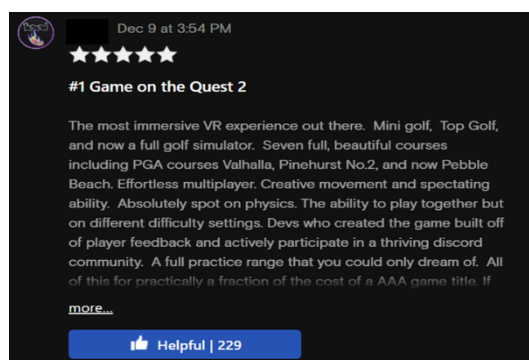 Dec 9 at 3:54 PM
#1 Game on the Quest 2
The most immersive VR experience out there.  Mini golf,  Top Golf,
and now a full golf simulator.  Seven full, beautiful courses
including PGA courses Valhalla, Pinehurst No.2, and now Pebble
Beach. Effortless multiplayer. Creative movement and spectating
ability.  Absolutely spot on physics. The ability to play together but
on different difficulty settings. Devs who created the game built off
of player feedback and actively participate in a thriving discord
community.  A full practice range that you could only dream of.  All
of this for practically a fraction of the cost of a AAA game title. If
more...
Helpful | 229